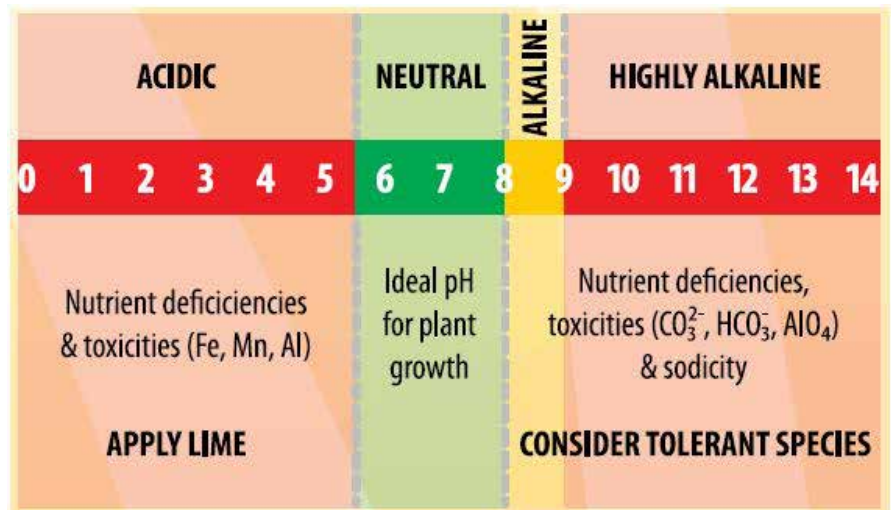 ACIDIC
NEUTRAL
ALKALINE
HIGHLY ALKALINE
0 1 2 3 4 5 6 7 8 9 10 11 12 13 14
Nutrient deficiciencies
& toxicities (Fe, Mn, Al)
Ideal pH
for plant
growth
Nutrient deficiencies,
toxicities (CO₃²⁻, HCO₃⁻, AlO₄)
& sodicity
APPLY LIME
CONSIDER TOLERANT SPECIES